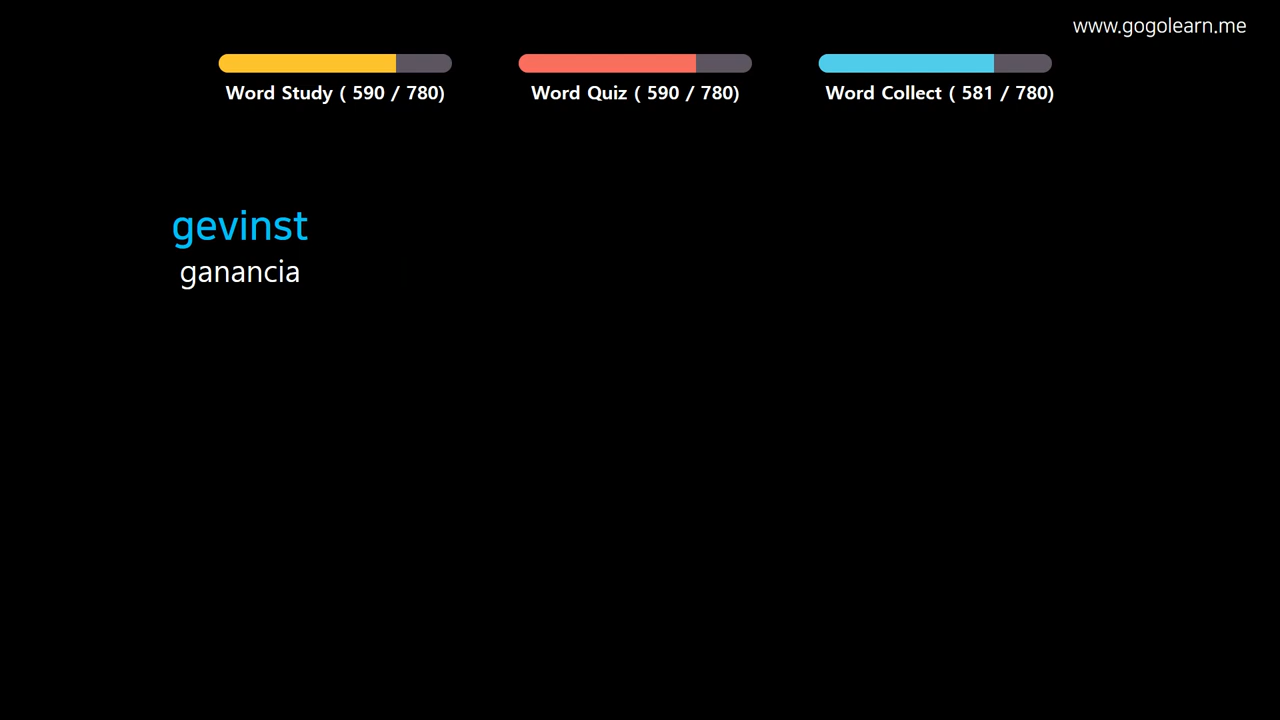 www.gogolearn.me
Word Study ( 590 / 780)
Word Quiz ( 590 / 780)
Word Collect ( 581 / 780)
gevinst
ganancia